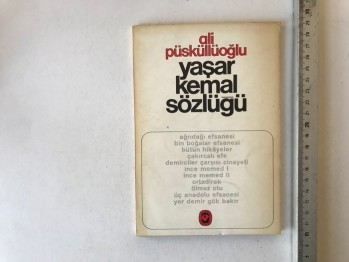 ali
püsküllüoğlu
yaşar
kemal
sözlüğü
ağrıdağı efsanesi
bin boğalar efsanesi
bütün hikâyeler
çakırcalı efe
demirciler çarşısı cinayeti
ince memed I
ince memed II
ortadirek
ölmez otu
üç anadolu efsanesi
yer demir gök bakır